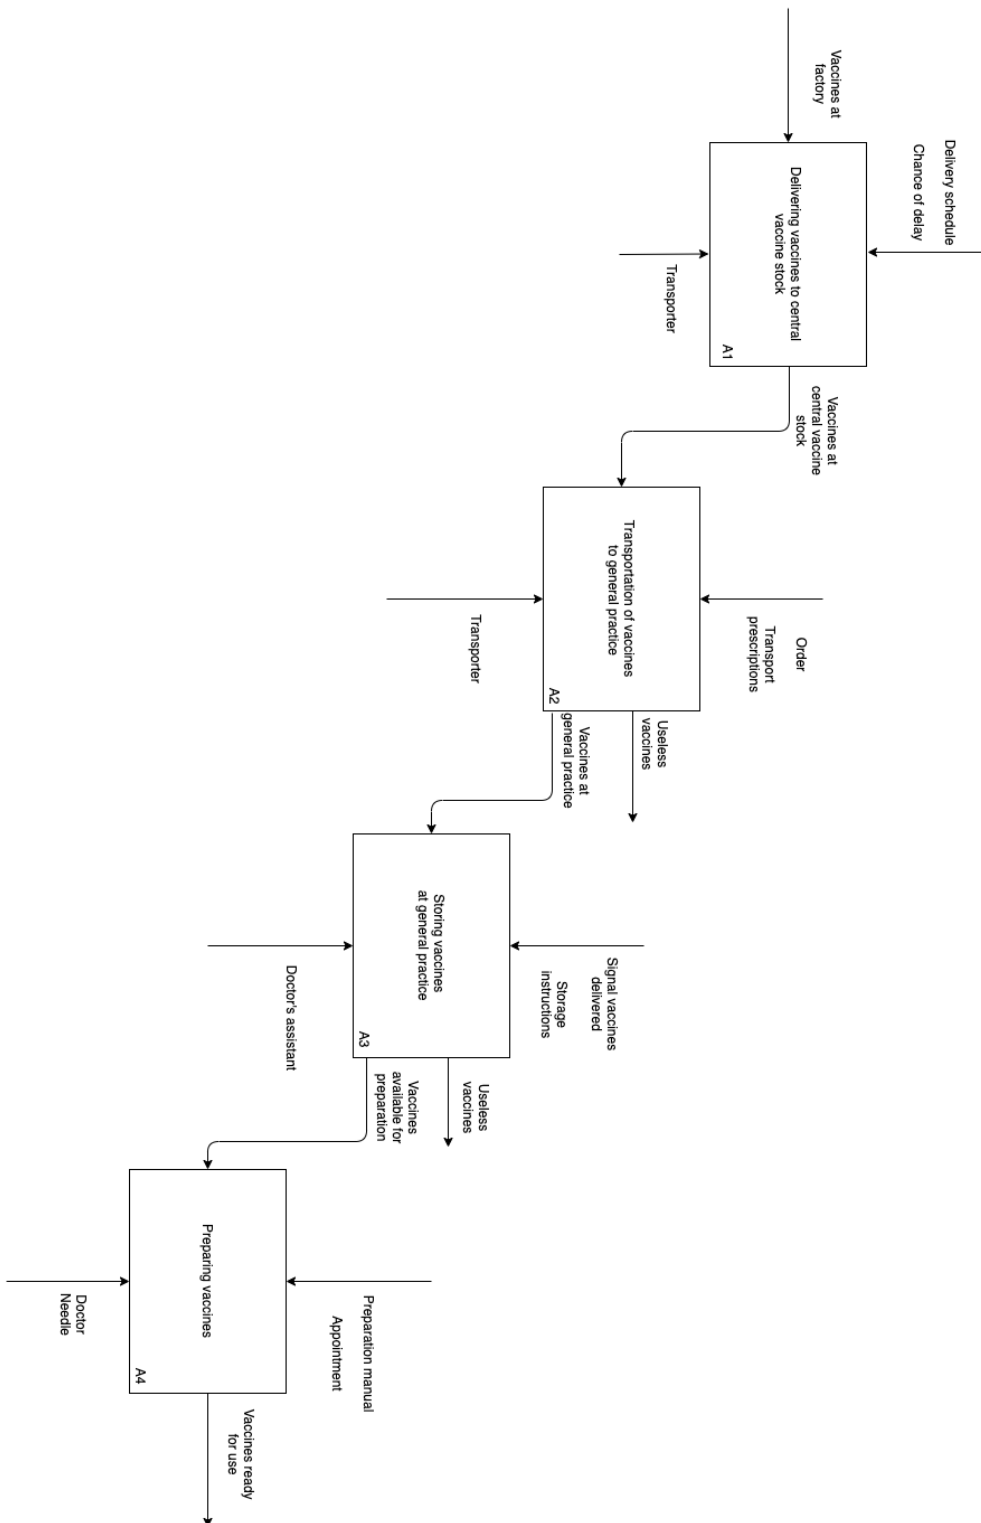 Delivery schedule
Chance of delay
Vaccines at
factory
Delivering vaccines to central
vaccine stock
A1
Transporter
Vaccines at
central vaccine
stock
Order
Transport
prescriptions
Transportation of vaccines
to general practice
A2
Transporter
Useless
vaccines
Vaccines at
general practice
Signal vaccines
delivered
Storage
instructions
Storing vaccines
at general practice
A3
Doctor's assistant
Useless
vaccines
Vaccines
available for
preparation
Preparation manual
Appointment
Preparing vaccines
A4
Doctor
Needle
Vaccines ready
for use